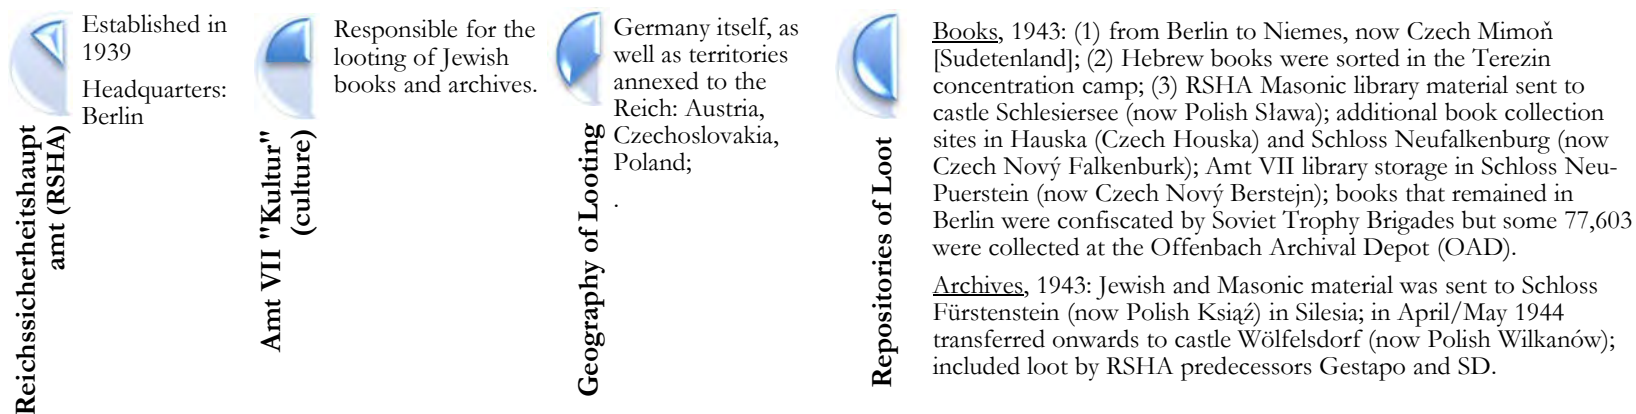 Reichssicherheitshaupt
amt (RSHA)
Established in
1939
Headquarters:
Berlin
Amt VII "Kultur"
(culture)
Responsible for the
looting of Jewish
books and archives.
Geography of Looting
Germany itself, as
well as territories
annexed to the
Reich: Austria,
Czechoslovakia,
Poland;
.
Repositories of Loot
Books, 1943: (1) from Berlin to Niemes, now Czech Mimoň
[Sudetenland]; (2) Hebrew books were sorted in the Terezin
concentration camp; (3) RSHA Masonic library material sent to
castle Schlesiersee (now Polish Sława); additional book collection
sites in Hauska (Czech Houska) and Schloss Neufalkenburg (now
Czech Nový Falkenburk); Amt VII library storage in Schloss Neu-
Puerstein (now Czech Nový Berstejn); books that remained in
Berlin were confiscated by Soviet Trophy Brigades but some 77,603
were collected at the Offenbach Archival Depot (OAD).
Archives, 1943: Jewish and Masonic material was sent to Schloss
Fürstenstein (now Polish Książ) in Silesia; in April/May 1944
transferred onwards to castle Wölfelsdorf (now Polish Wilkanów);
included loot by RSHA predecessors Gestapo and SD.